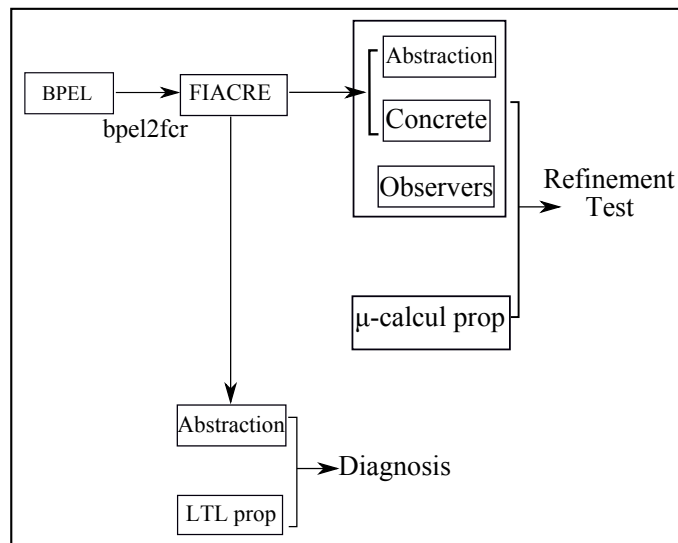 BPEL
bpel2fcr
FIACRE
Abstraction
Concrete
Observers
Refinement
Test
μ-calcul prop
Abstraction
Diagnosis
LTL prop